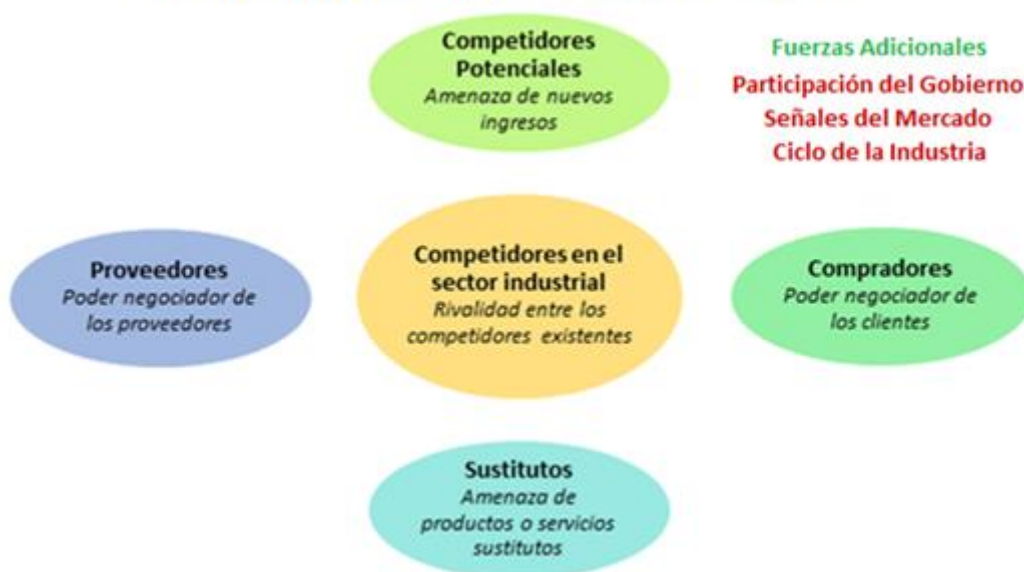 Competidores
Potenciales
Amenaza de nuevos
ingresos
Fuerzas Adicionales
Participación del Gobierno
Señales del Mercado
Ciclo de la Industria
Proveedores
Poder negociador de
los proveedores
Competidores en el
sector industrial
Rivalidad entre los
competidores existentes
Compradores
Poder negociador de
los clientes
Sustitutos
Amenaza de
productos o servicios
sustitutos